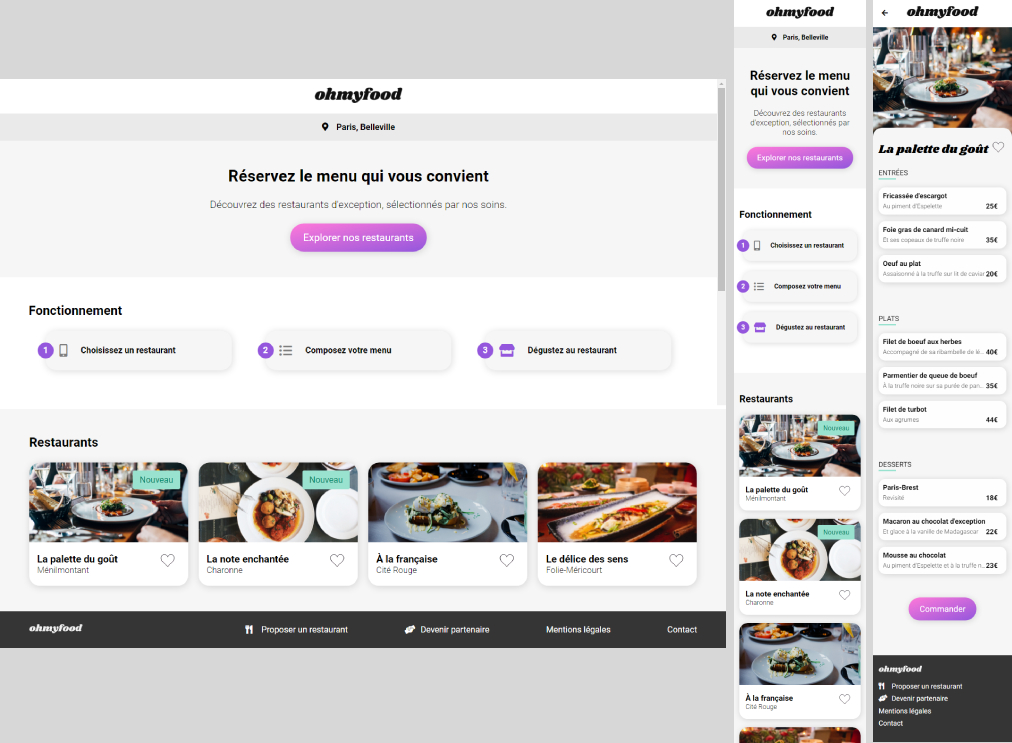 ohmyfood
Paris, Belleville
Réservez le menu qui vous convient
Découvrez des restaurants d'exception, sélectionnés par nos soins.
Explorer nos restaurants
Fonctionnement
1 Choisissez un restaurant
2 Composez votre menu
3 Dégustez au restaurant
Restaurants
Nouveau
La palette du goût
Ménilmontant
Nouveau
La note enchantée
Charonne
À la française
Cité Rouge
Le délice des sens
Folie-Méricourt
ohmyfood
Proposer un restaurant
Devenir partenaire
Mentions légales
Contact
ohmyfood
Paris, Belleville
Réservez le menu
qui vous convient
Découvrez des restaurants
d'exception, sélectionnés par
nos soins.
Explorer nos restaurants
Fonctionnement
1 Choisissez un restaurant
2 Composez votre menu
3 Dégustez au restaurant
Restaurants
Nouveau
La palette du goût
Ménilmontant
Nouveau
La note enchantée
Charonne
À la française
Cité Rouge
ohmyfood
La palette du goût
ENTRÉES
Fricassée d'escargot
Au piment d'Espelette 25€
Foie gras de canard mi-cuit
Et ses copeaux de truffe noire 35€
Oeuf au plat
Assaisonné à la truffe sur lit de caviar 20€
PLATS
Filet de boeuf aux herbes
Accompagné de sa ribambelle de lé... 40€
Parmentier de queue de boeuf
À la truffe noire sur sa purée de pan... 35€
Filet de turbot
Aux agrumes 44€
DESSERTS
Paris-Brest
Revisité 18€
Macaron au chocolat d'exception
Et glace à la vanille de Madagascar 22€
Mousse au chocolat
Au piment d'Espelette et à la truffe n... 23€
Commander
ohmyfood
Proposer un restaurant
Devenir partenaire
Mentions légales
Contact